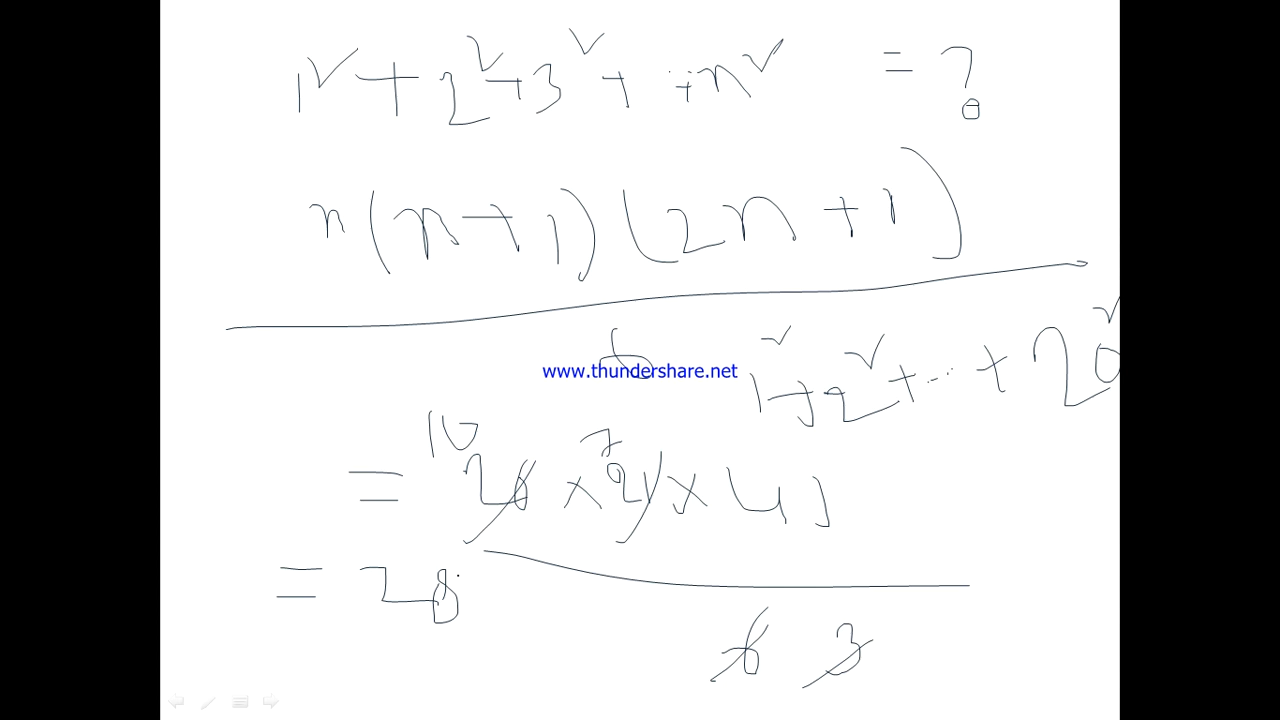 1² + 2² + 3² + .. + n² = ?
n(n+1)(2n+1)
6
www.thundershare.net
1² + 2² + ... + 20²
10 7
= 20 × 21 × 41
6 3
= 28